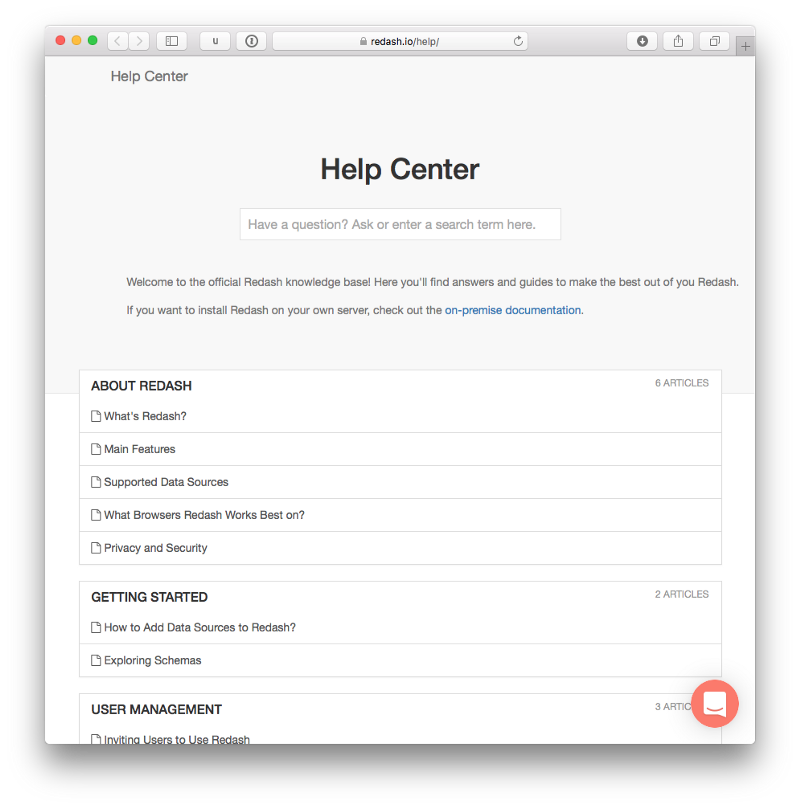 u
redash.io/help/
Help Center
Help Center
Have a question? Ask or enter a search term here.
Welcome to the official Redash knowledge base! Here you'll find answers and guides to make the best out of you Redash.
If you want to install Redash on your own server, check out the on-premise documentation.
ABOUT REDASH 6 ARTICLES
What's Redash?
Main Features
Supported Data Sources
What Browsers Redash Works Best on?
Privacy and Security
GETTING STARTED 2 ARTICLES
How to Add Data Sources to Redash?
Exploring Schemas
USER MANAGEMENT 3 ARTIC
Inviting Users to Use Redash